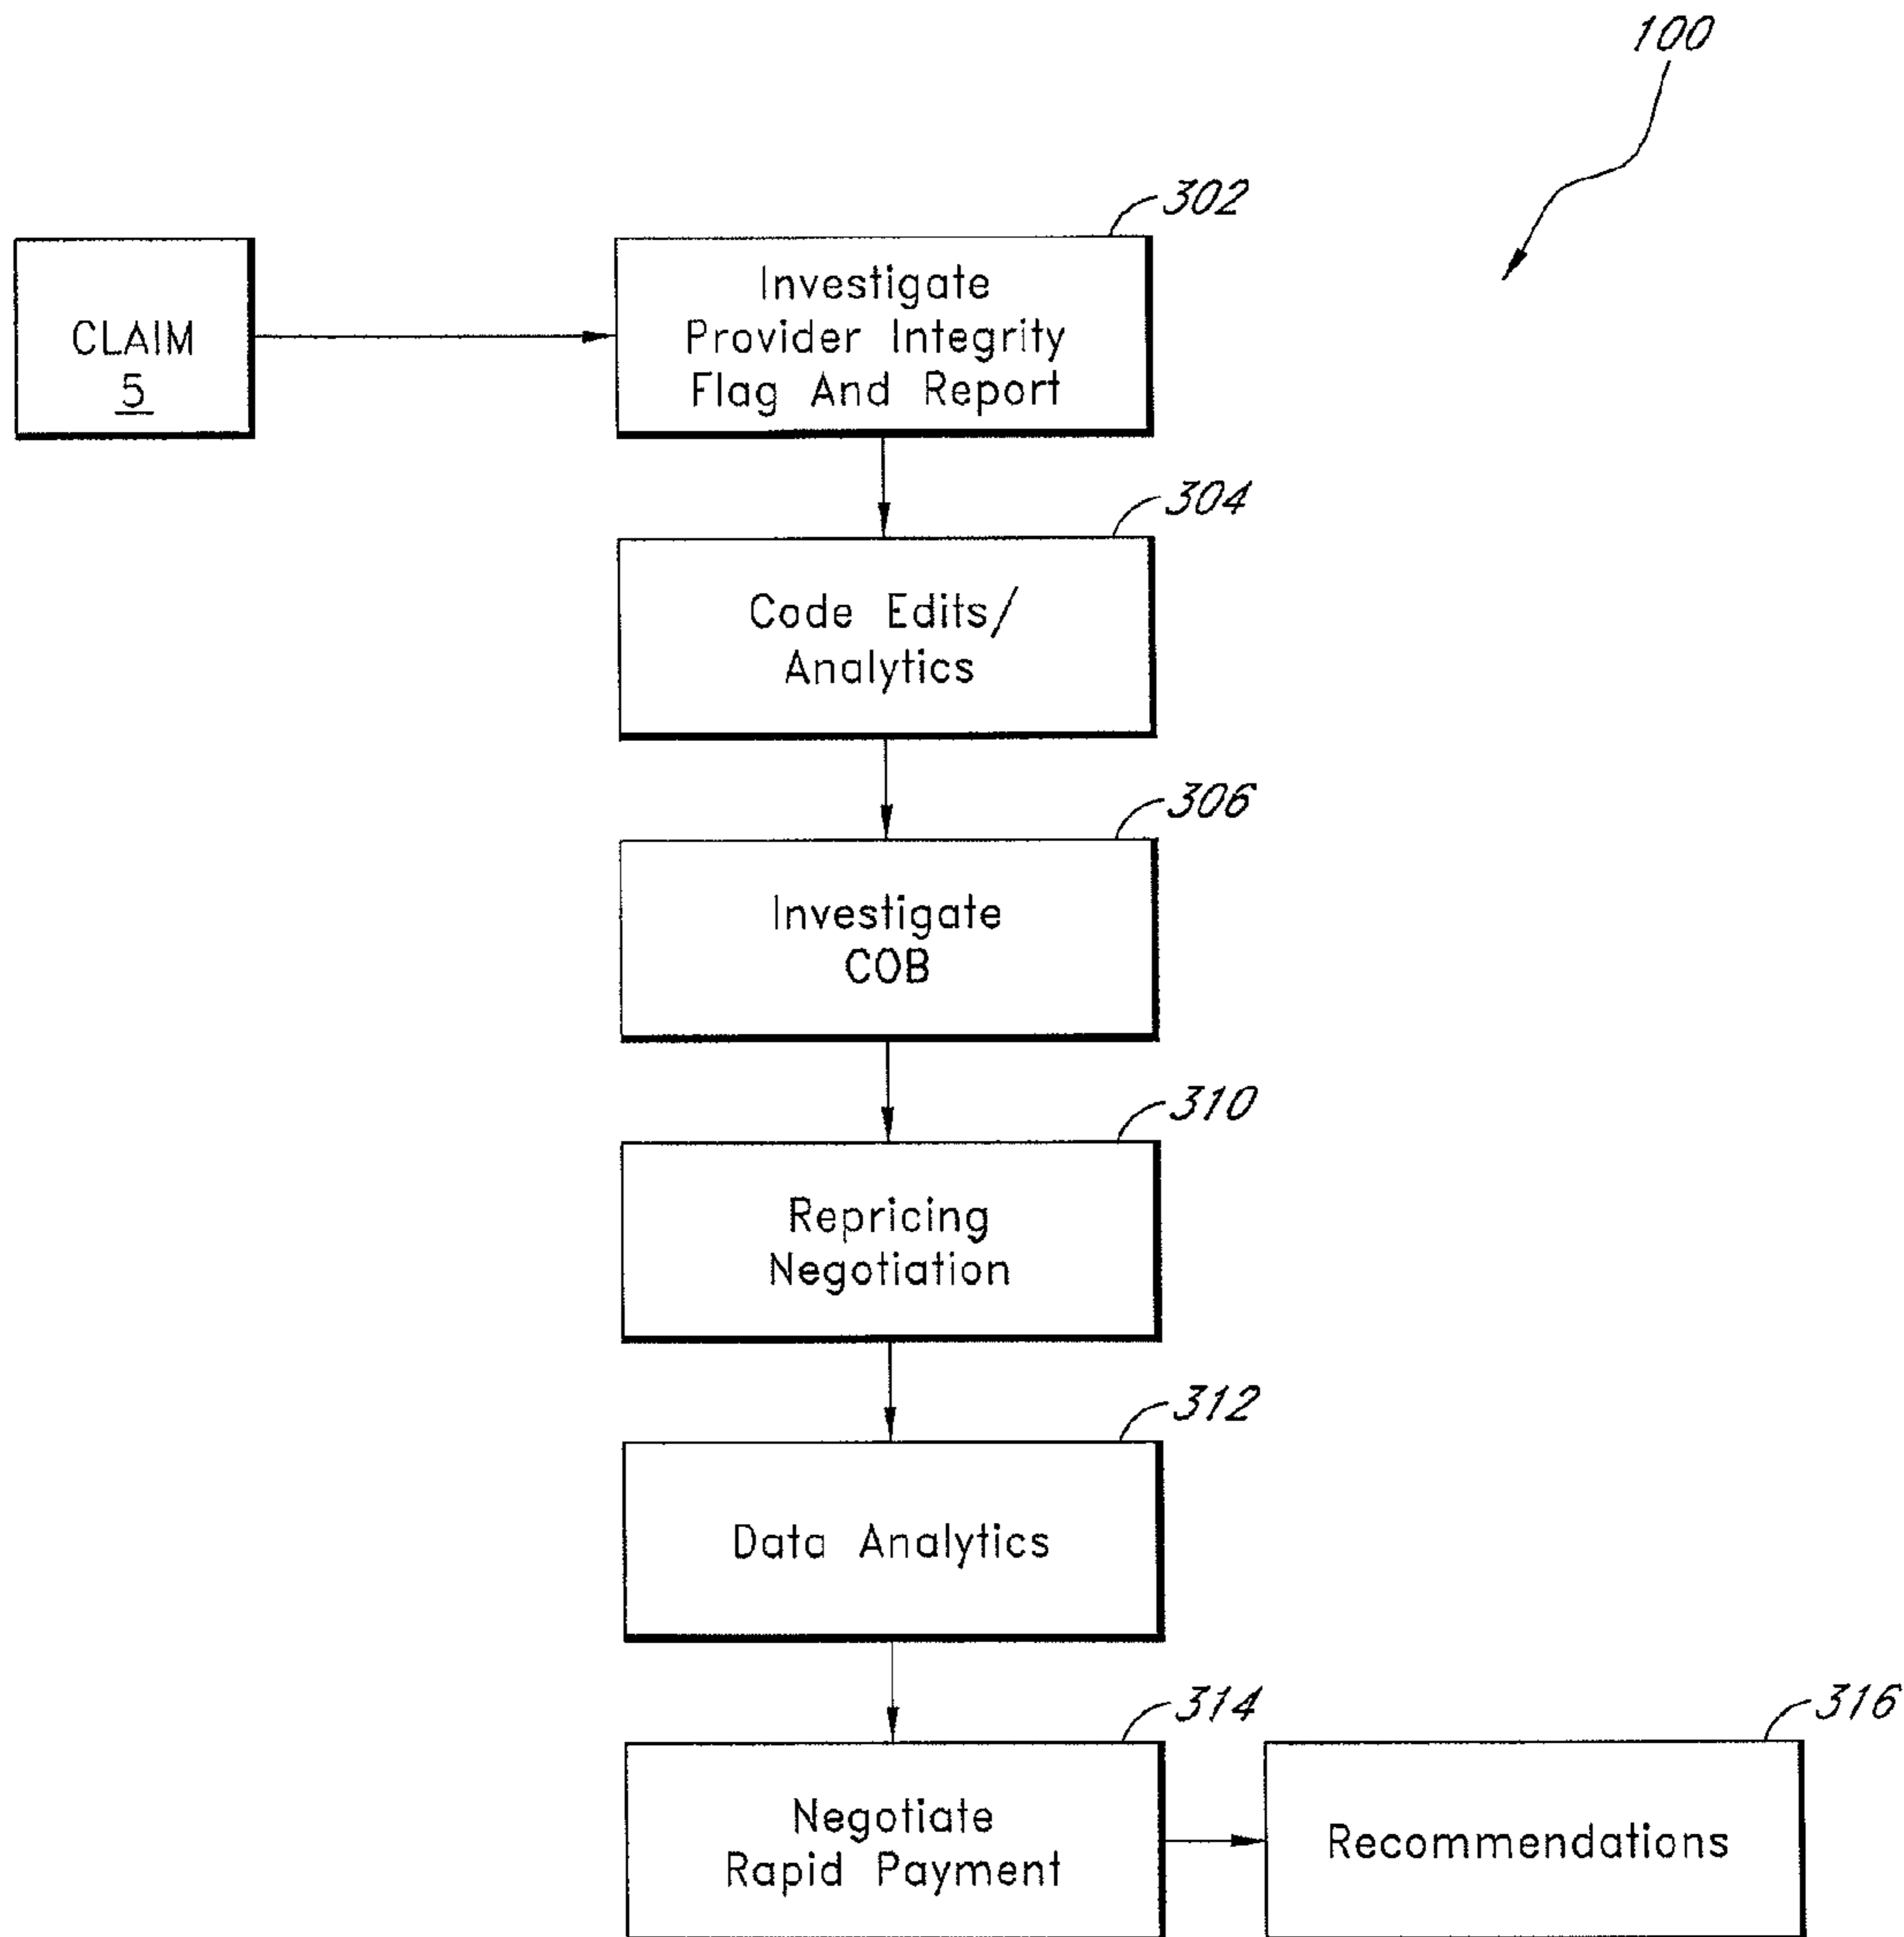 100
302
CLAIM
5
Investigate
Provider Integrity
Flag And Report
304
Code Edits/
Analytics
306
Investigate
COB
310
Repricing
Negotiation
312
Data Analytics
314
Negotiate
Rapid Payment
316
Recommendations